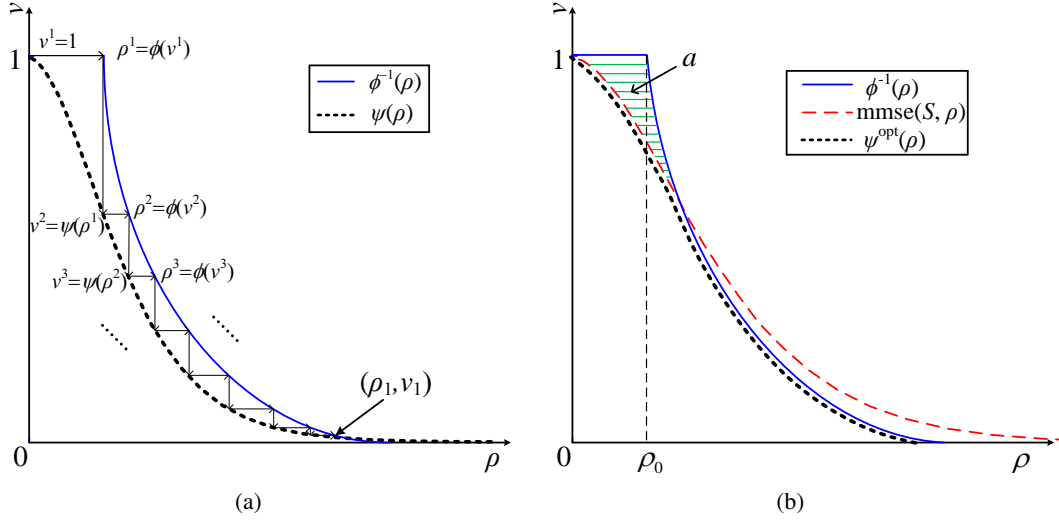 v
v¹=1
ρ¹=ϕ(v¹)
1
ϕ⁻¹(ρ)
ψ(ρ)
v²=ψ(ρ¹)
ρ²=ϕ(v²)
v³=ψ(ρ²)
ρ³=ϕ(v³)
(ρ₁,v₁)
0
ρ
(a)
v
1
a
ϕ⁻¹(ρ)
mmse(S, ρ)
ψᵒᵖᵗ(ρ)
0
ρ₀
ρ
(b)